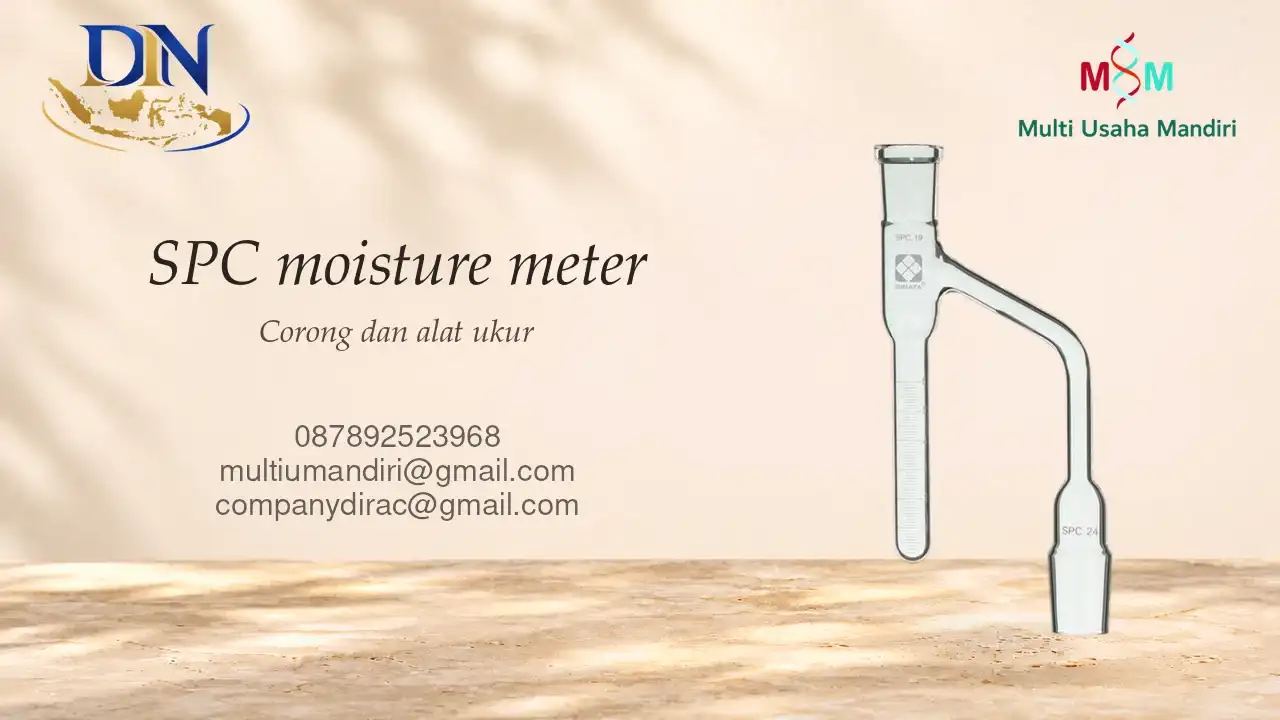 DN
MSM
Multi Usaha Mandiri
SPC moisture meter
Corong dan alat ukur
087892523968
multiumandiri@gmail.com
companydirac@gmail.com
SPC 19
SIBATA
SPC 24